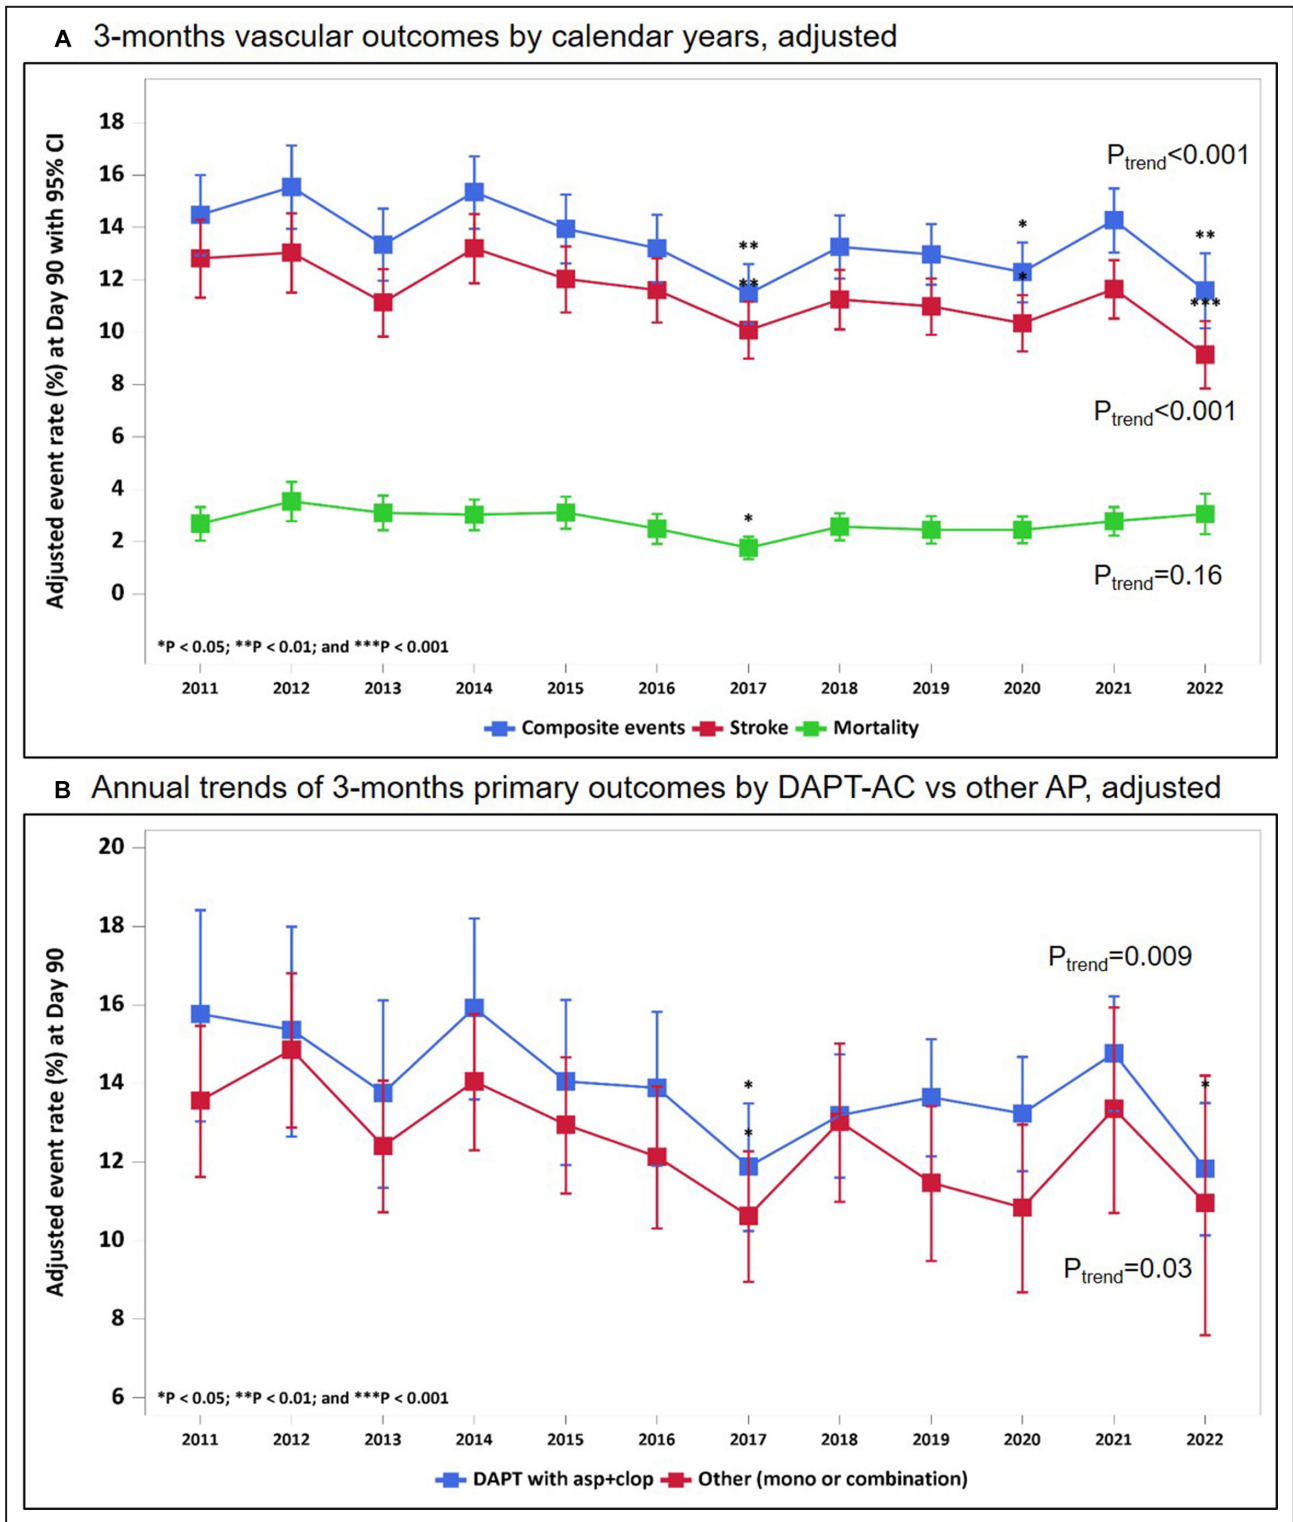 A 3-months vascular outcomes by calendar years, adjusted
Adjusted event rate (%) at Day 90 with 95% CI
18
16
14
12
10
8
6
4
2
0
Ptrend<0.001
*
**
**
**
*
***
Ptrend<0.001
*
Ptrend=0.16
*P < 0.05; **P < 0.01; and ***P < 0.001
2011 2012 2013 2014 2015 2016 2017 2018 2019 2020 2021 2022
Composite events Stroke Mortality
B Annual trends of 3-months primary outcomes by DAPT-AC vs other AP, adjusted
Adjusted event rate (%) at Day 90
20
18
16
14
12
10
8
6
Ptrend=0.009
*
*
*
Ptrend=0.03
*P < 0.05; **P < 0.01; and ***P < 0.001
2011 2012 2013 2014 2015 2016 2017 2018 2019 2020 2021 2022
DAPT with asp+clop Other (mono or combination)